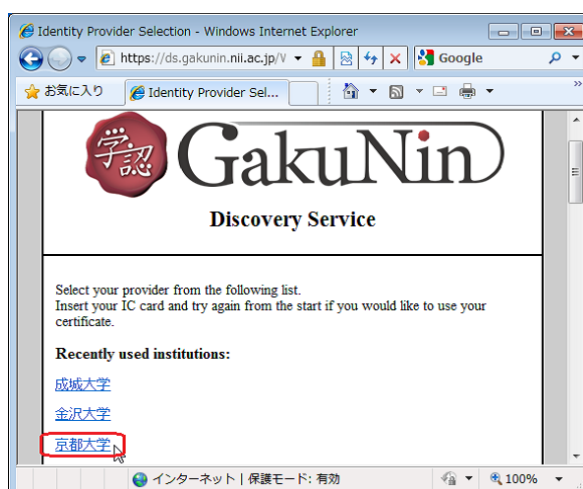 Identity Provider Selection - Windows Internet Explorer
https://ds.gakunin.nii.ac.jp/
Google
お気に入り
Identity Provider Sel...
学認
GakuNin
Discovery Service
Select your provider from the following list.
Insert your IC card and try again from the start if you would like to use your
certificate.
Recently used institutions:
成城大学
金沢大学
京都大学
インターネット | 保護モード: 有効
100%